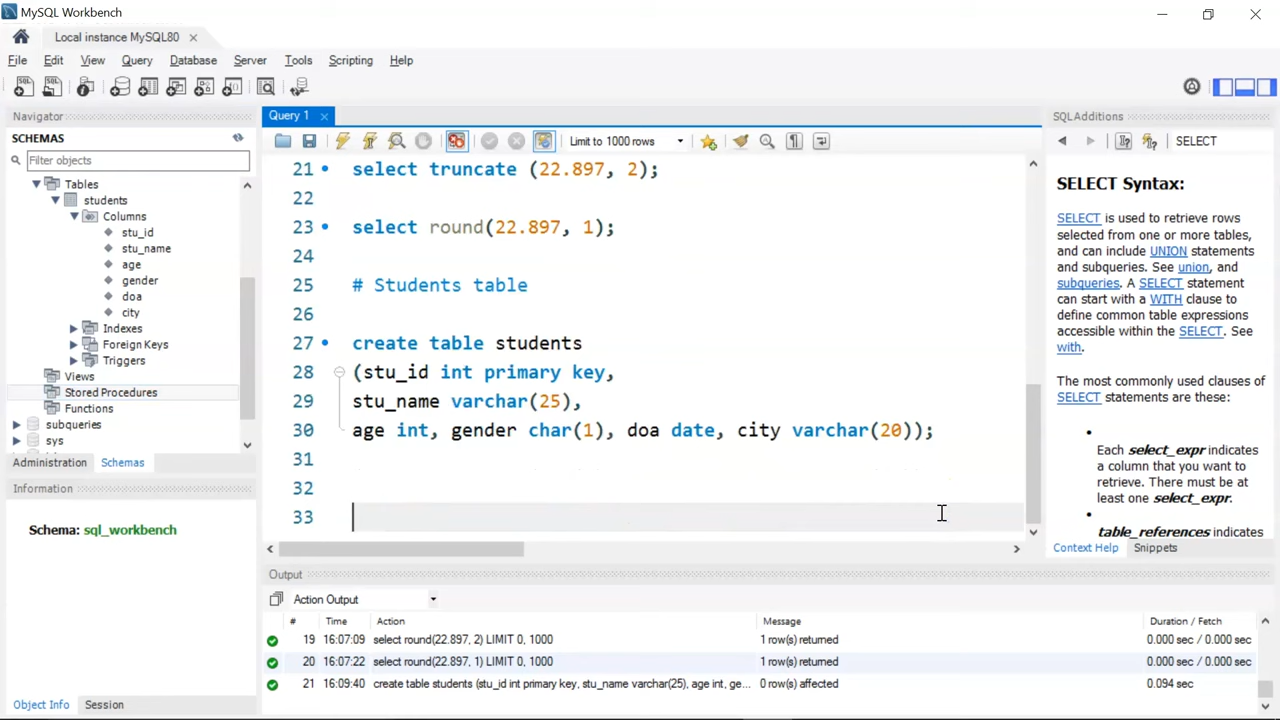 MySQL Workbench
Local instance MySQL80
File Edit View Query Database Server Tools Scripting Help
Navigator
SCHEMAS
Filter objects
Tables
students
Columns
stu_id
stu_name
age
gender
doa
city
Indexes
Foreign Keys
Triggers
Views
Stored Procedures
Functions
subqueries
sys
Administration Schemas
Information
Schema: sql_workbench
Object Info Session
Query 1
Limit to 1000 rows
21 select truncate (22.897, 2);
22
23 select round(22.897, 1);
24
25 # Students table
26
27 create table students
28 (stu_id int primary key,
29 stu_name varchar(25),
30 age int, gender char(1), doa date, city varchar(20));
31
32
33
SQLAdditions
SELECT
SELECT Syntax:
SELECT is used to retrieve rows
selected from one or more tables,
and can include UNION statements
and subqueries. See union, and
subqueries. A SELECT statement
can start with a WITH clause to
define common table expressions
accessible within the SELECT. See
with.
The most commonly used clauses of
SELECT statements are these:
Each select_expr indicates
a column that you want to
retrieve. There must be at
least one select_expr.
table_references indicates
Context Help Snippets
Output
Action Output
# Time Action Message Duration / Fetch
19 16:07:09 select round(22.897, 2) LIMIT 0, 1000 1 row(s) returned 0.000 sec / 0.000 sec
20 16:07:22 select round(22.897, 1) LIMIT 0, 1000 1 row(s) returned 0.000 sec / 0.000 sec
21 16:09:40 create table students (stu_id int primary key, stu_name varchar(25), age int, ge... 0 row(s) affected 0.094 sec